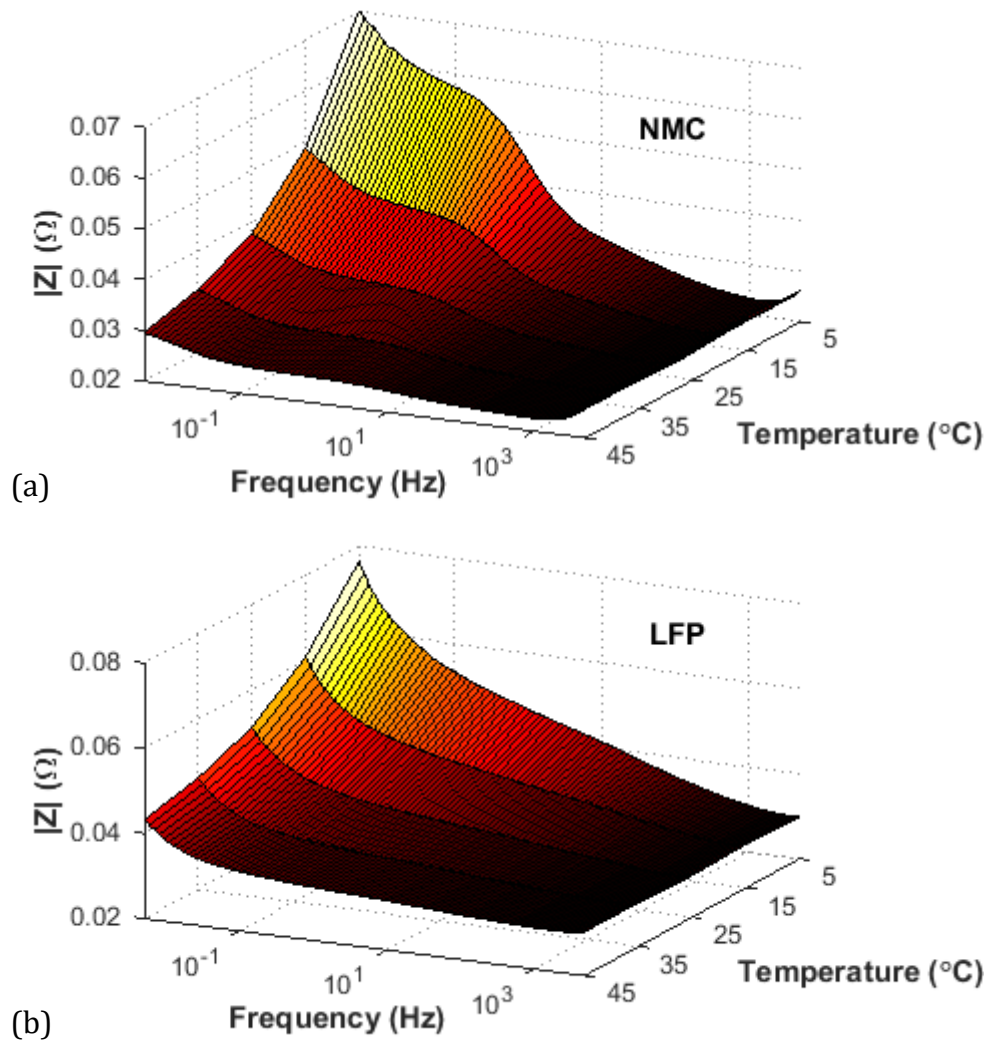 NMC
0.07
0.06
0.05
0.04
0.03
0.02
|Z| (Ω)
10⁻¹
10¹
10³
Frequency (Hz)
45
35
25
15
5
Temperature (°C)
(a)
LFP
0.08
0.06
0.04
0.02
|Z| (Ω)
10⁻¹
10¹
10³
Frequency (Hz)
45
35
25
15
5
Temperature (°C)
(b)